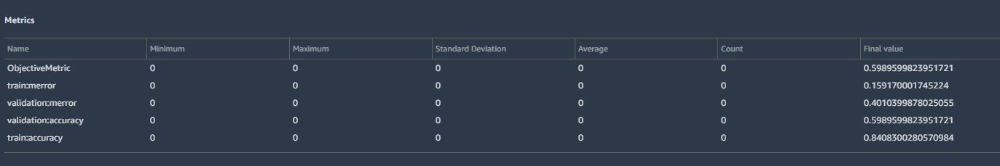 Metrics
Name Minimum Maximum Standard Deviation Average Count Final value
ObjectiveMetric 0 0 0 0 0 0.5989599823951721
train:merror 0 0 0 0 0 0.159170001745224
validation:merror 0 0 0 0 0 0.4010399878025055
validation:accuracy 0 0 0 0 0 0.5989599823951721
train:accuracy 0 0 0 0 0 0.8408300280570984